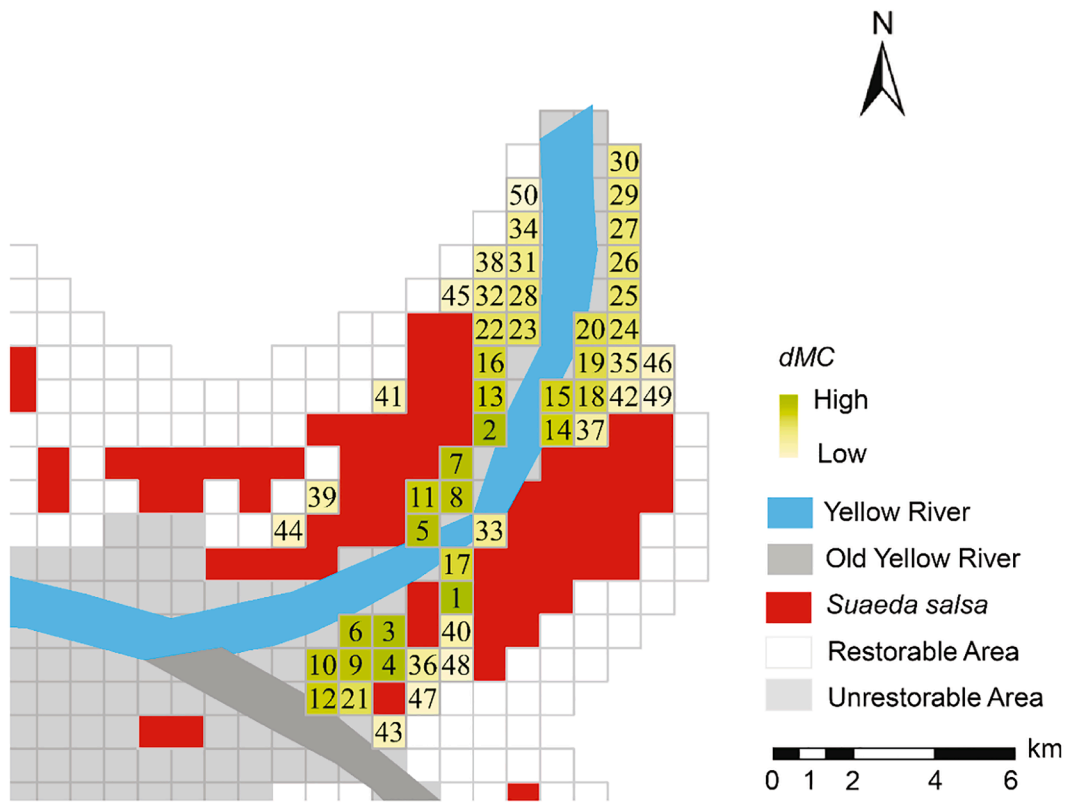 N
30
50 29
34 27
38 31 26
45 32 28 25
22 23 20 24
16 19 35 46
41 13 15 18 42 49
2 14 37
7
39 11 8
44 5 33
17
1
6 3 40
10 9 4 36 48
12 21 47
43
dMC
High
Low
Yellow River
Old Yellow River
Suaeda salsa
Restorable Area
Unrestorable Area
km
0 1 2 4 6